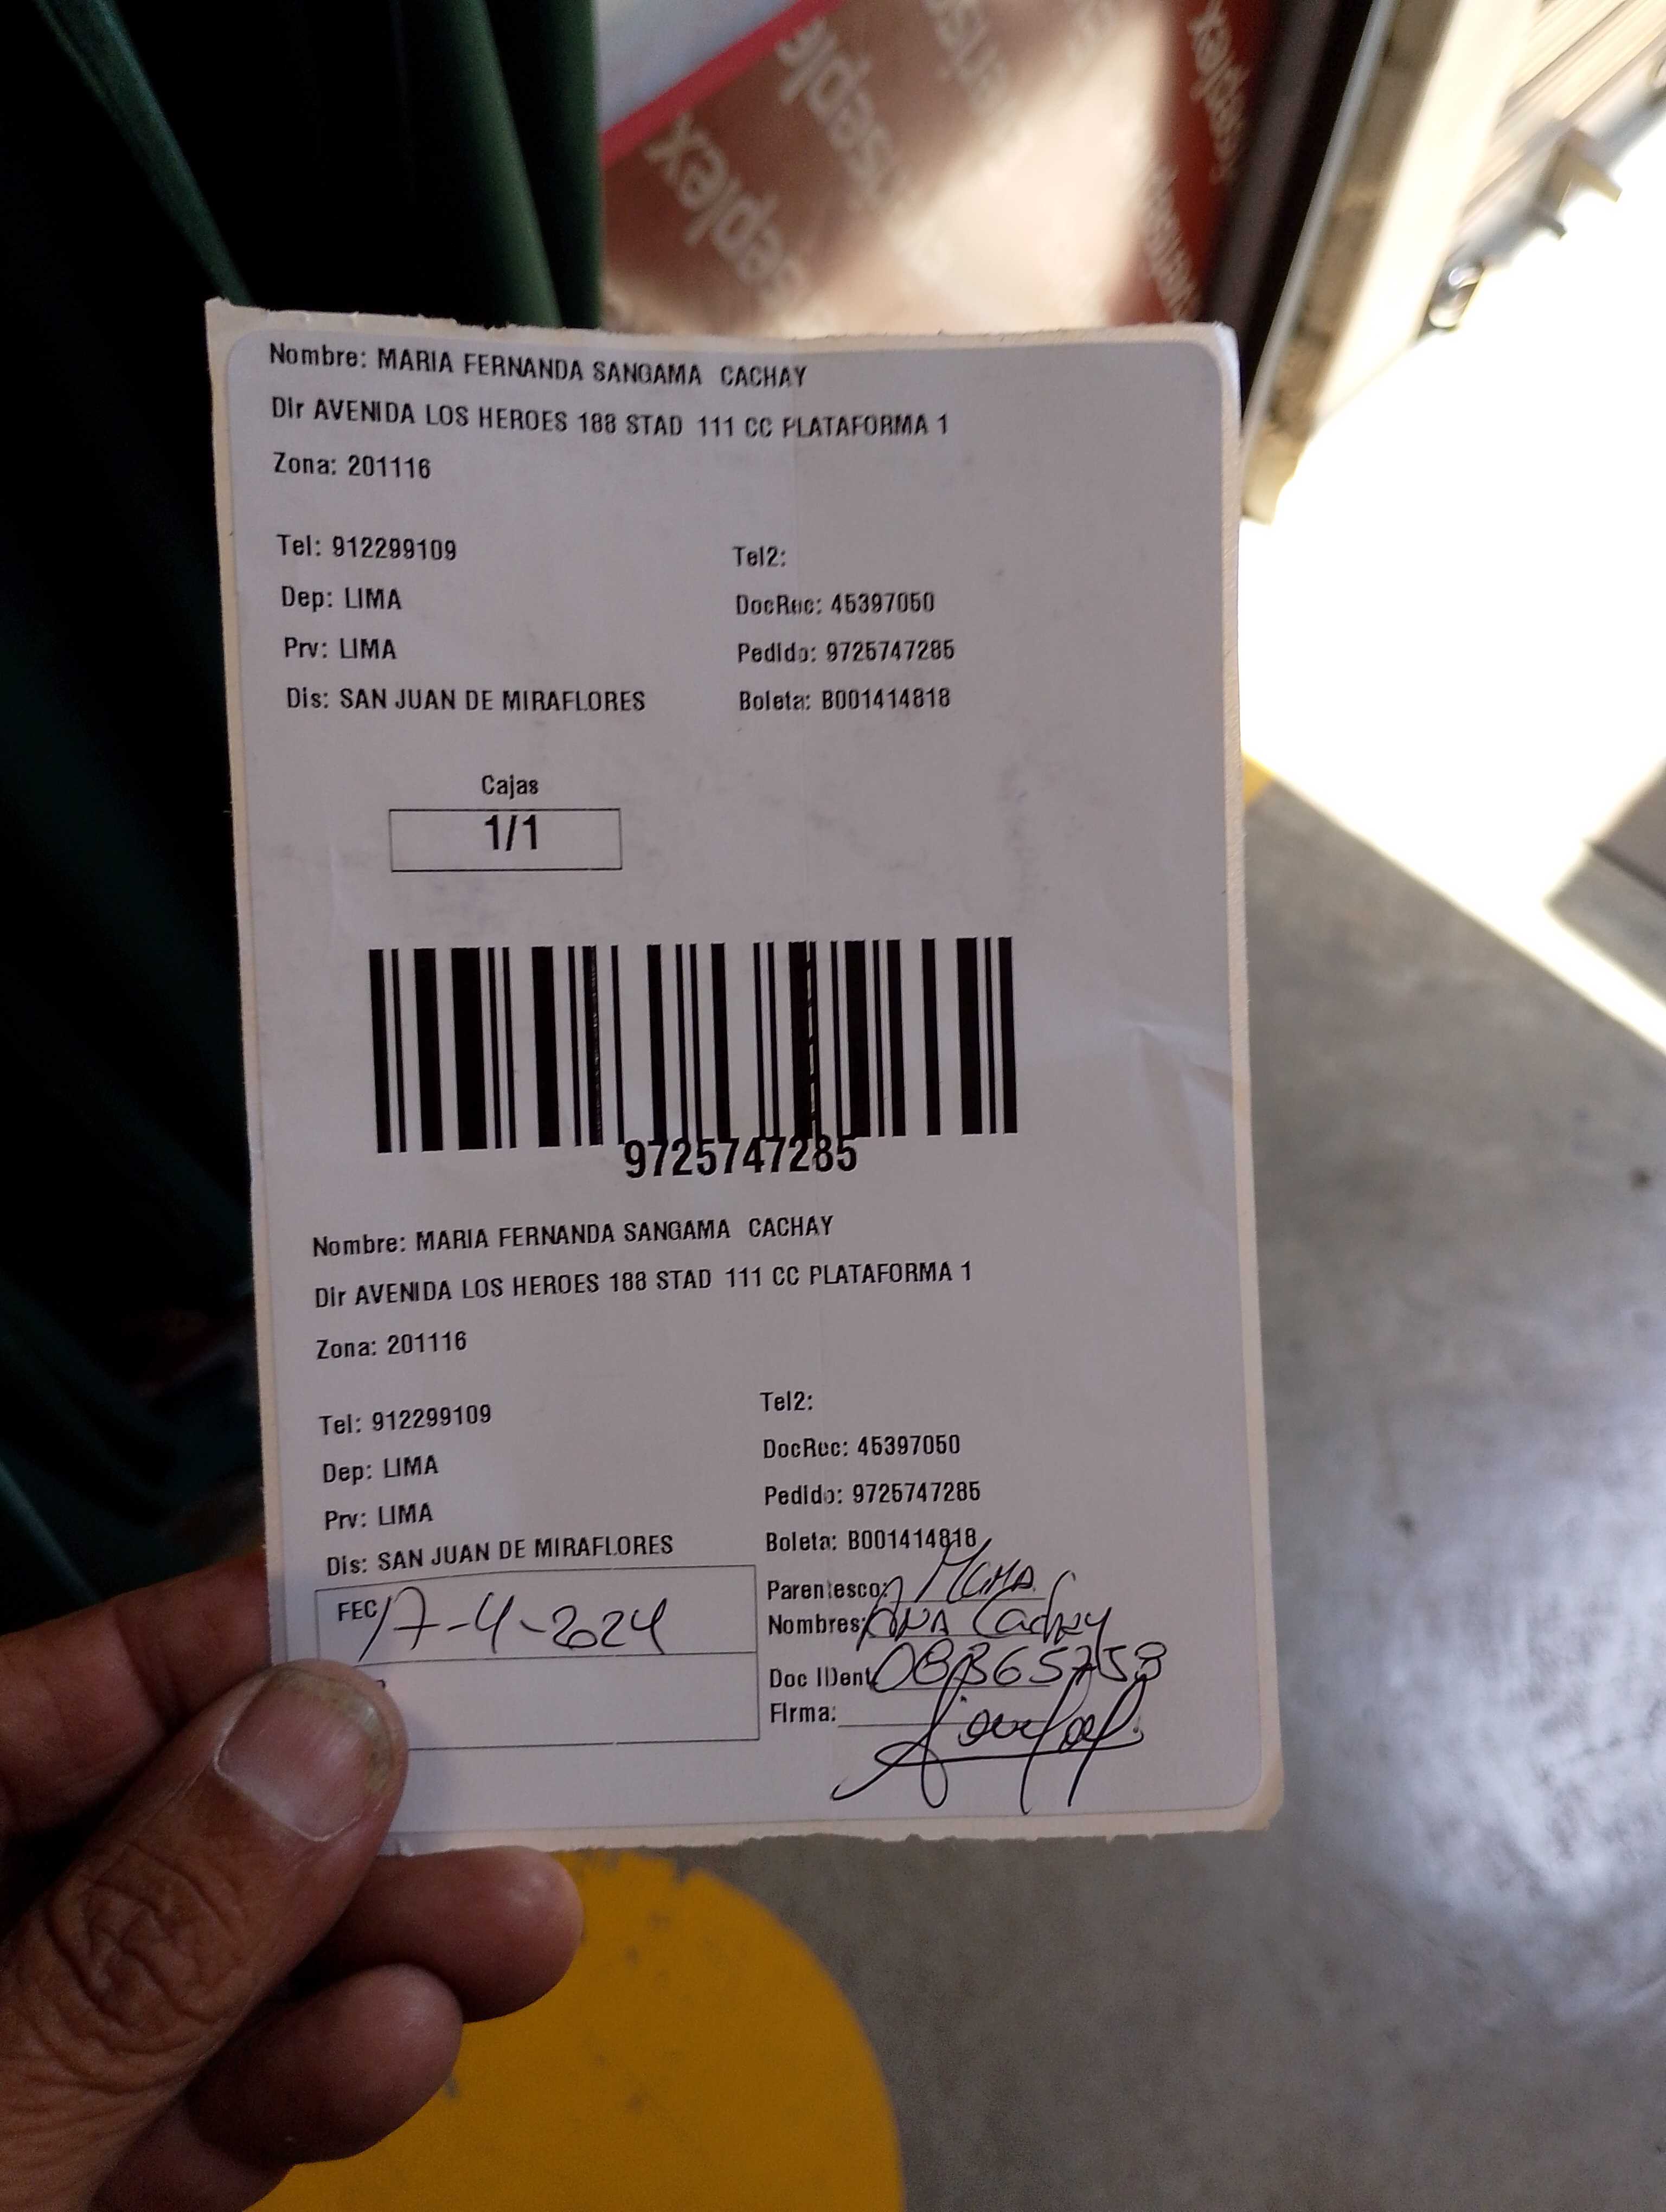 Nombre: MARIA FERNANDA SANGAMA CACHAY
Dir AVENIDA LOS HEROES 188 STAD 111 CC PLATAFORMA 1
Zona: 201116
Tel: 912299109 Tel2:
Dep: LIMA DocRec: 45397050
Prv: LIMA Pedido: 9725747285
Dis: SAN JUAN DE MIRAFLORES Boleta: B001414818
Cajas
1/1
9725747285
Nombre: MARIA FERNANDA SANGAMA CACHAY
Dir AVENIDA LOS HEROES 188 STAD 111 CC PLATAFORMA 1
Zona: 201116
Tel: 912299109 Tel2:
Dep: LIMA DocRec: 45397050
Prv: LIMA Pedido: 9725747285
Dis: SAN JUAN DE MIRAFLORES Boleta: B001414818
FEC 17-4-2024 Parentesco:
Nombres: ANA Cachay
Doc IDent
Firma: